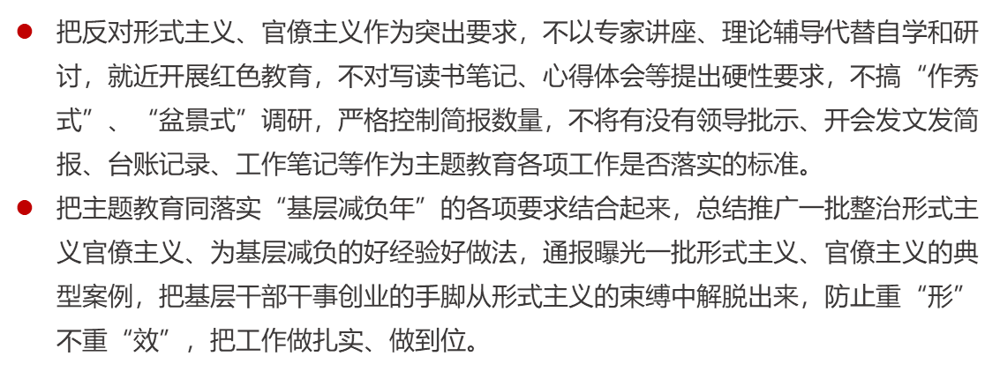 ● 把反对形式主义、官僚主义作为突出要求，不以专家讲座、理论辅导代替自学和研
讨，就近开展红色教育，不对写读书笔记、心得体会等提出硬性要求，不搞“作秀
式”、“盆景式”调研，严格控制简报数量，不将有没有领导批示、开会发文发简
报、台账记录、工作笔记等作为主题教育各项工作是否落实的标准。
● 把主题教育同落实“基层减负年”的各项要求结合起来，总结推广一批整治形式主
义官僚主义、为基层减负的好经验好做法，通报曝光一批形式主义、官僚主义的典
型案例，把基层干部干事创业的手脚从形式主义的束缚中解脱出来，防止重“形”
不重“效”，把工作做扎实、做到位。